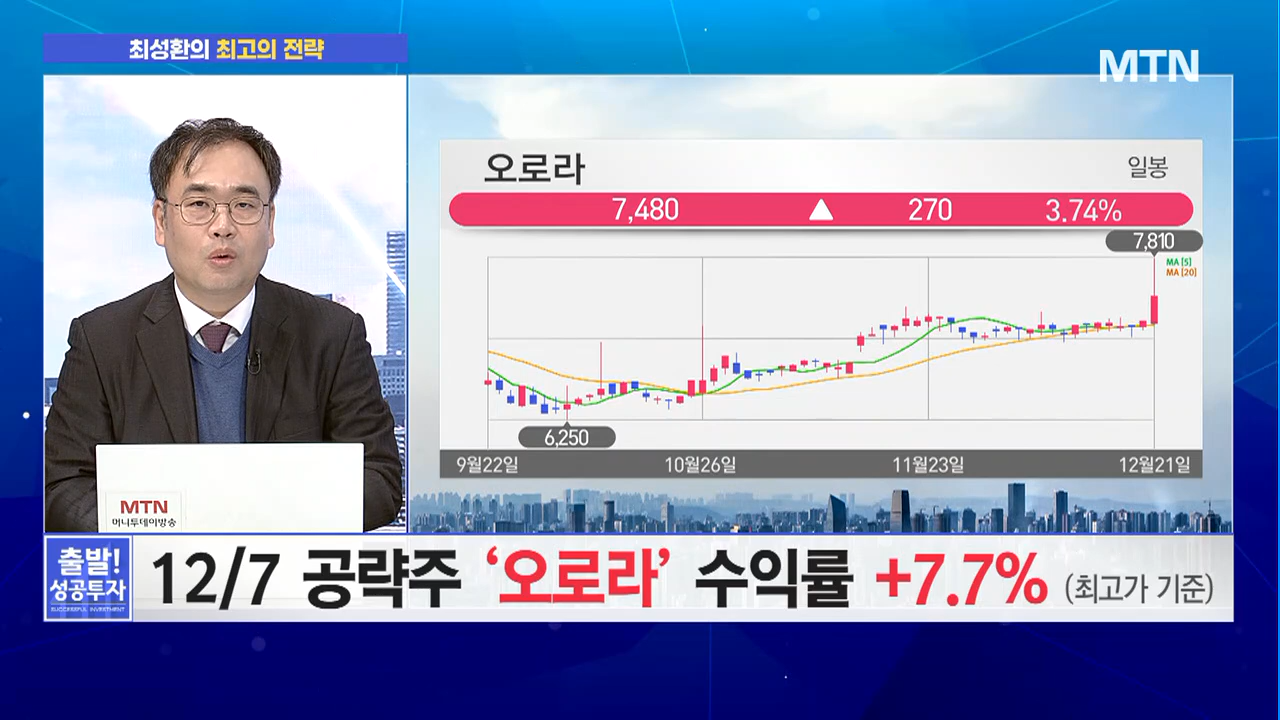 최성환의 최고의 전략
MTN
오로라
일봉
7,480 ▲ 270 3.74%
7,810
MA [5]
MA [20]
6,250
9월22일 10월26일 11월23일 12월21일
MTN
머니투데이방송
출발!
성공투자
SUCCESSFUL INVESTMENT
12/7 공략주 ‘오로라’ 수익률 +7.7% (최고가 기준)